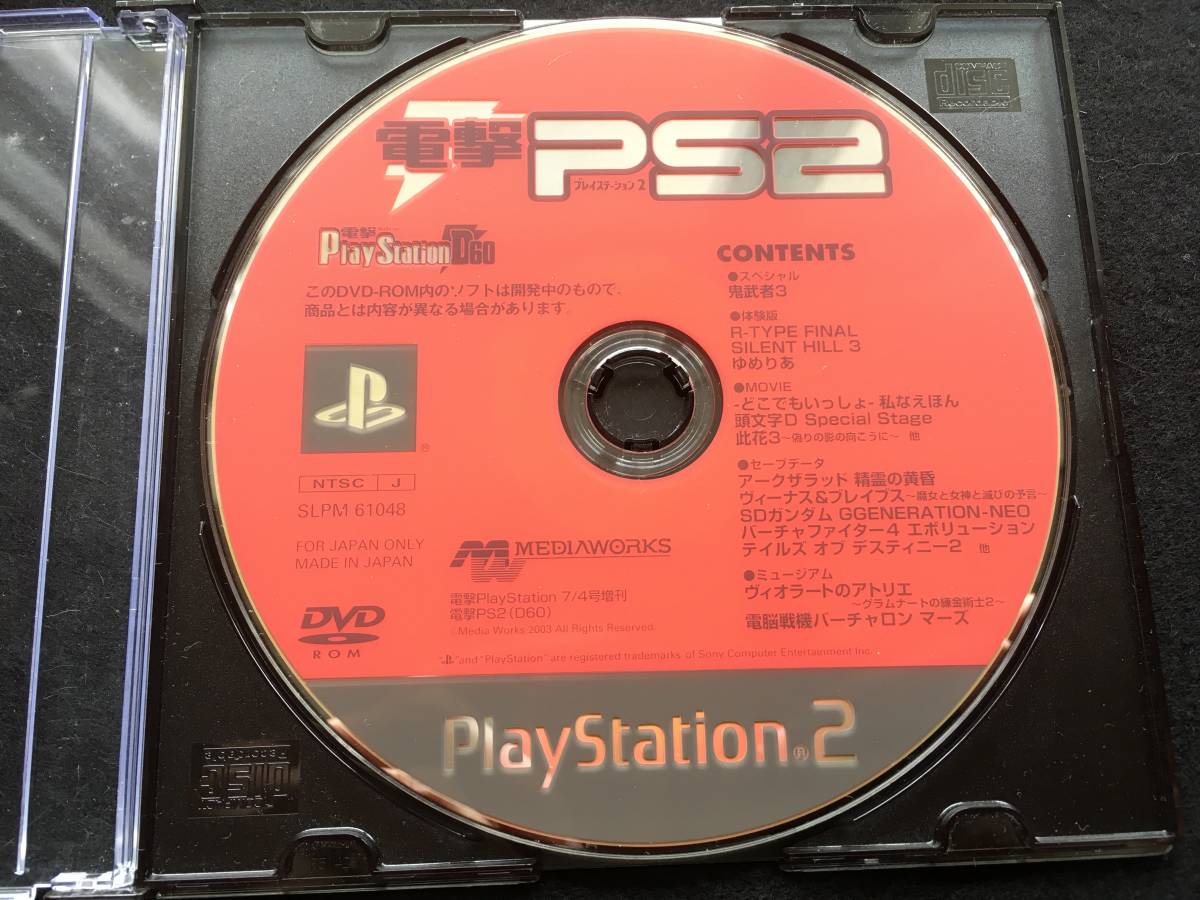 電撃PS2
プレイステーション2
電撃
PlayStation D60
このDVD-ROM内のソフトは開発中のもので、
商品とは内容が異なる場合があります。
NTSC J
SLPM 61048
FOR JAPAN ONLY
MADE IN JAPAN
DVD
ROM
MEDIAWORKS
電撃PlayStation 7/4号増刊
電撃PS2(D60)
©Media Works 2003 All Rights Reserved.
CONTENTS
●スペシャル
鬼武者3
●体験版
R-TYPE FINAL
SILENT HILL 3
ゆめりあ
●MOVIE
-どこでもいっしょ- 私なえほん
頭文字D Special Stage
此花3～偽りの影の向こうに～ 他
●セーブデータ
アークザラッド 精霊の黄昏
ヴィーナス&ブレイブス～魔女と女神と滅びの予言～
SDガンダム GGENERATION-NEO
バーチャファイター4 エボリューション
テイルズ オブ デスティニー2 他
●ミュージアム
ヴィオラートのアトリエ
～グラムナートの錬金術士2～
電脳戦機バーチャロン マーズ
" " and "PlayStation" are registered trademarks of Sony Computer Entertainment Inc.
PlayStation®2
COMPACT
disc
Recordable
COMPACT
disc
Recordable